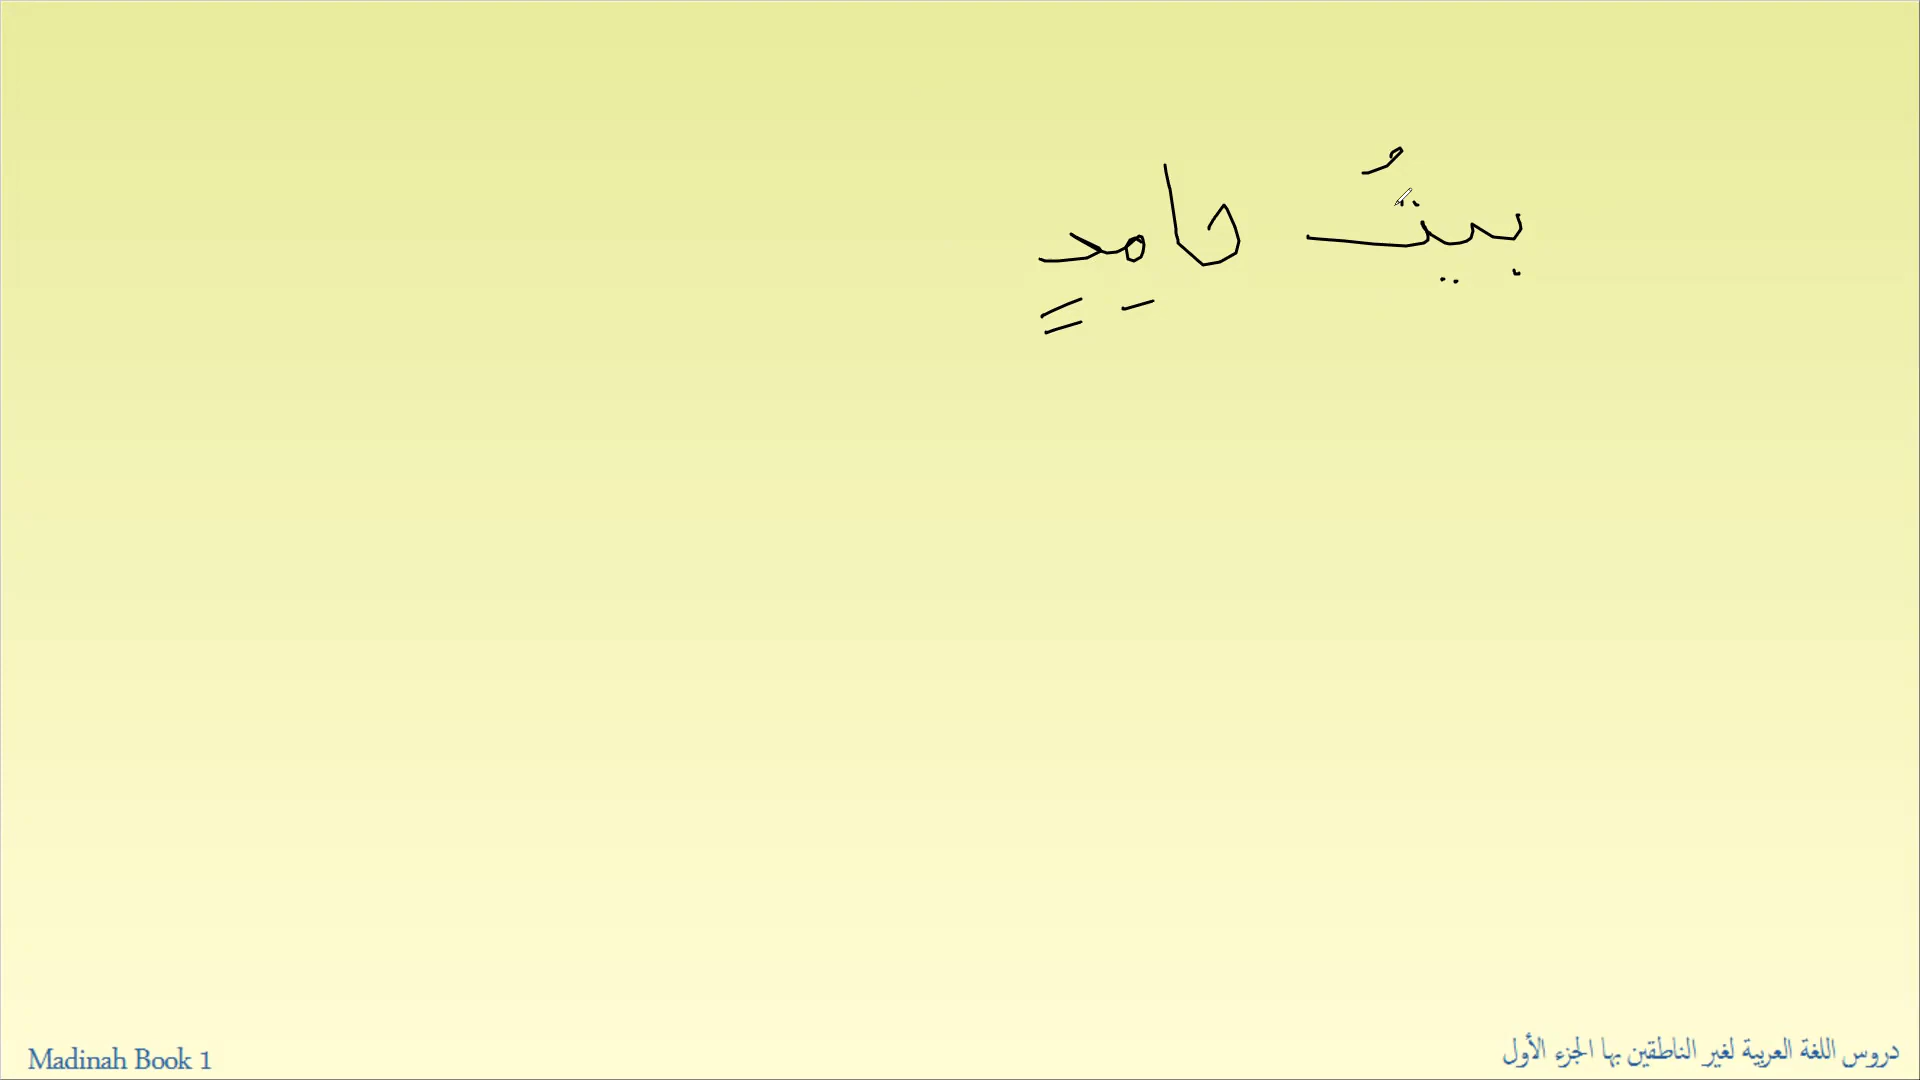 بيتُ حامِدٍ
Madinah Book 1
دروس اللغة العربية لغير الناطقين بها الجزء الأول